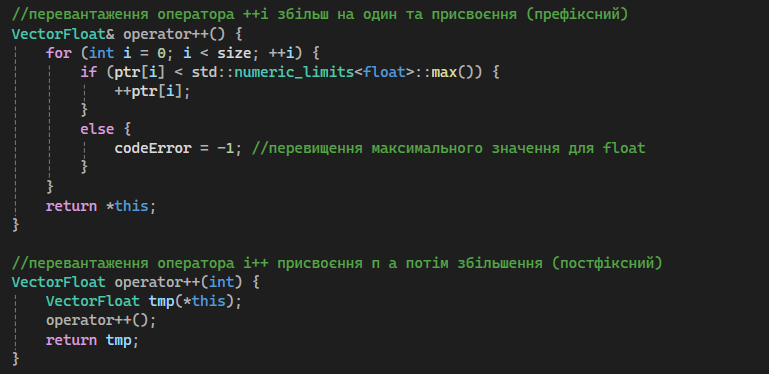 //перевантаження оператора ++i збільш на один та присвоєння (префіксний)
VectorFloat& operator++() {
    for (int i = 0; i < size; ++i) {
        if (ptr[i] < std::numeric_limits<float>::max()) {
            ++ptr[i];
        }
        else {
            codeError = -1; //перевищення максимального значення для float
        }
    }
    return *this;
}

//перевантаження оператора i++ присвоєння п а потім збільшення (постфіксний)
VectorFloat operator++(int) {
    VectorFloat tmp(*this);
    operator++();
    return tmp;
}